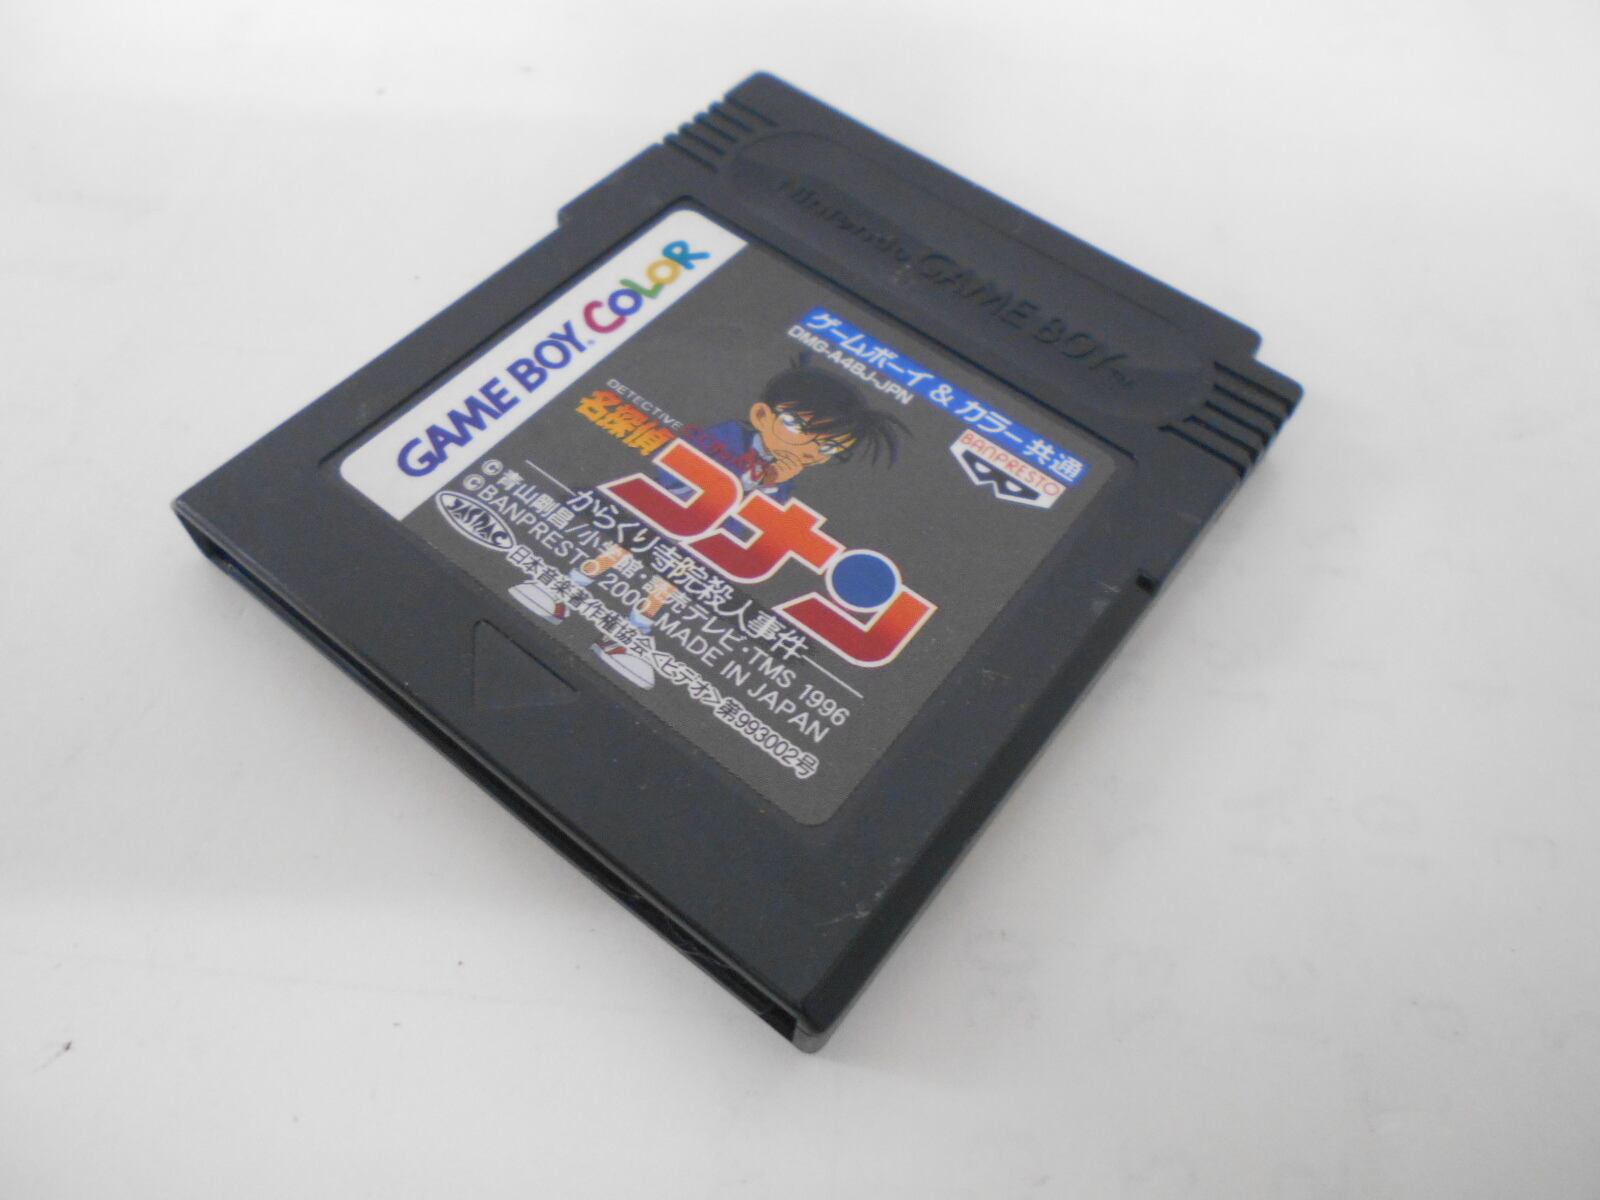 Nintendo GAME BOY TM
GAME BOY COLOR
ゲームボーイ & カラー共通
DMG-A4BJ-JPN
BANPRESTO
DETECTIVE CONAN
名探偵
コナン
からくり寺院殺人事件
©青山剛昌/小学館・読売テレビ・TMS 1996
©BANPRESTO 2000 MADE IN JAPAN
JASRAC 日本音楽著作権協会<ビデオ>第993002号